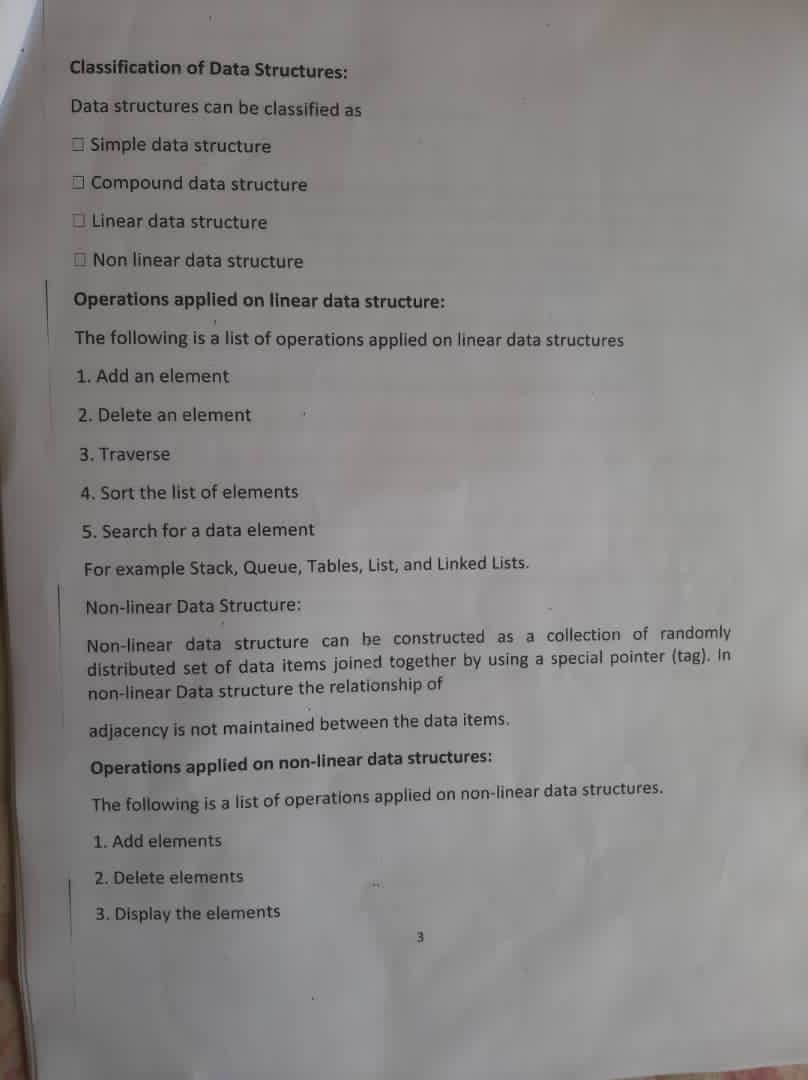 Classification of Data Structures:
Data structures can be classified as
□ Simple data structure
□ Compound data structure
□ Linear data structure
□ Non linear data structure
Operations applied on linear data structure:
The following is a list of operations applied on linear data structures
1. Add an element
2. Delete an element
3. Traverse
4. Sort the list of elements
5. Search for a data element
For example Stack, Queue, Tables, List, and Linked Lists.
Non-linear Data Structure:
Non-linear data structure can be constructed as a collection of randomly
distributed set of data items joined together by using a special pointer (tag). In
non-linear Data structure the relationship of
adjacency is not maintained between the data items.
Operations applied on non-linear data structures:
The following is a list of operations applied on non-linear data structures.
1. Add elements
2. Delete elements
3. Display the elements
3